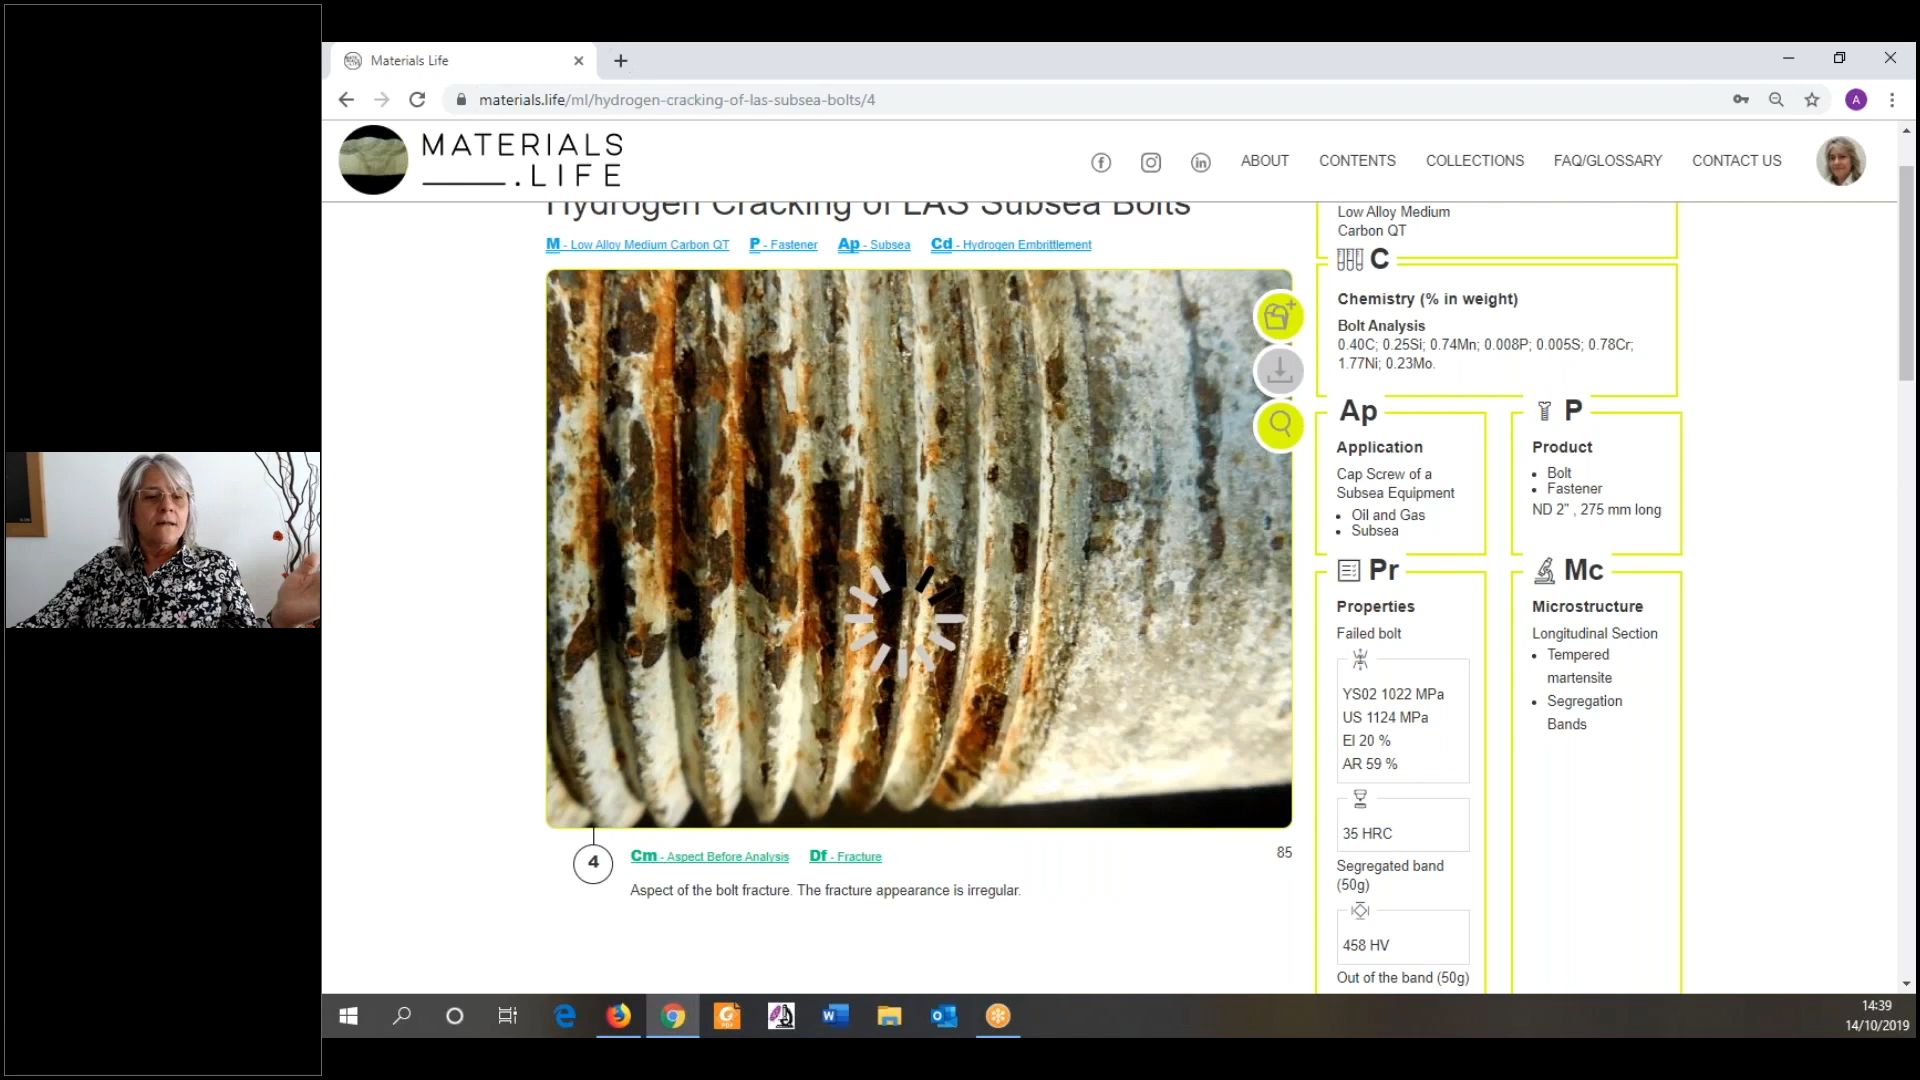 Materials Life
materials.life/ml/hydrogen-cracking-of-las-subsea-bolts/4
A
MATERIALS
.LIFE
ABOUT
CONTENTS
COLLECTIONS
FAQ/GLOSSARY
CONTACT US
Hydrogen Cracking of LAS Subsea Bolts
M - Low Alloy Medium Carbon QT
P - Fastener
Ap - Subsea
Cd - Hydrogen Embrittlement
4
Cm - Aspect Before Analysis
Df - Fracture
85
Aspect of the bolt fracture. The fracture appearance is irregular.
Low Alloy Medium
Carbon QT
C
Chemistry (% in weight)
Bolt Analysis
0.40C; 0.25Si; 0.74Mn; 0.008P; 0.005S; 0.78Cr;
1.77Ni; 0.23Mo.
Ap
Application
Cap Screw of a
Subsea Equipment
Oil and Gas
Subsea
P
Product
Bolt
Fastener
ND 2" , 275 mm long
Pr
Properties
Failed bolt
YS02 1022 MPa
US 1124 MPa
El 20 %
AR 59 %
35 HRC
Segregated band
(50g)
458 HV
Out of the band (50g)
Mc
Microstructure
Longitudinal Section
Tempered
martensite
Segregation
Bands
14:39
14/10/2019